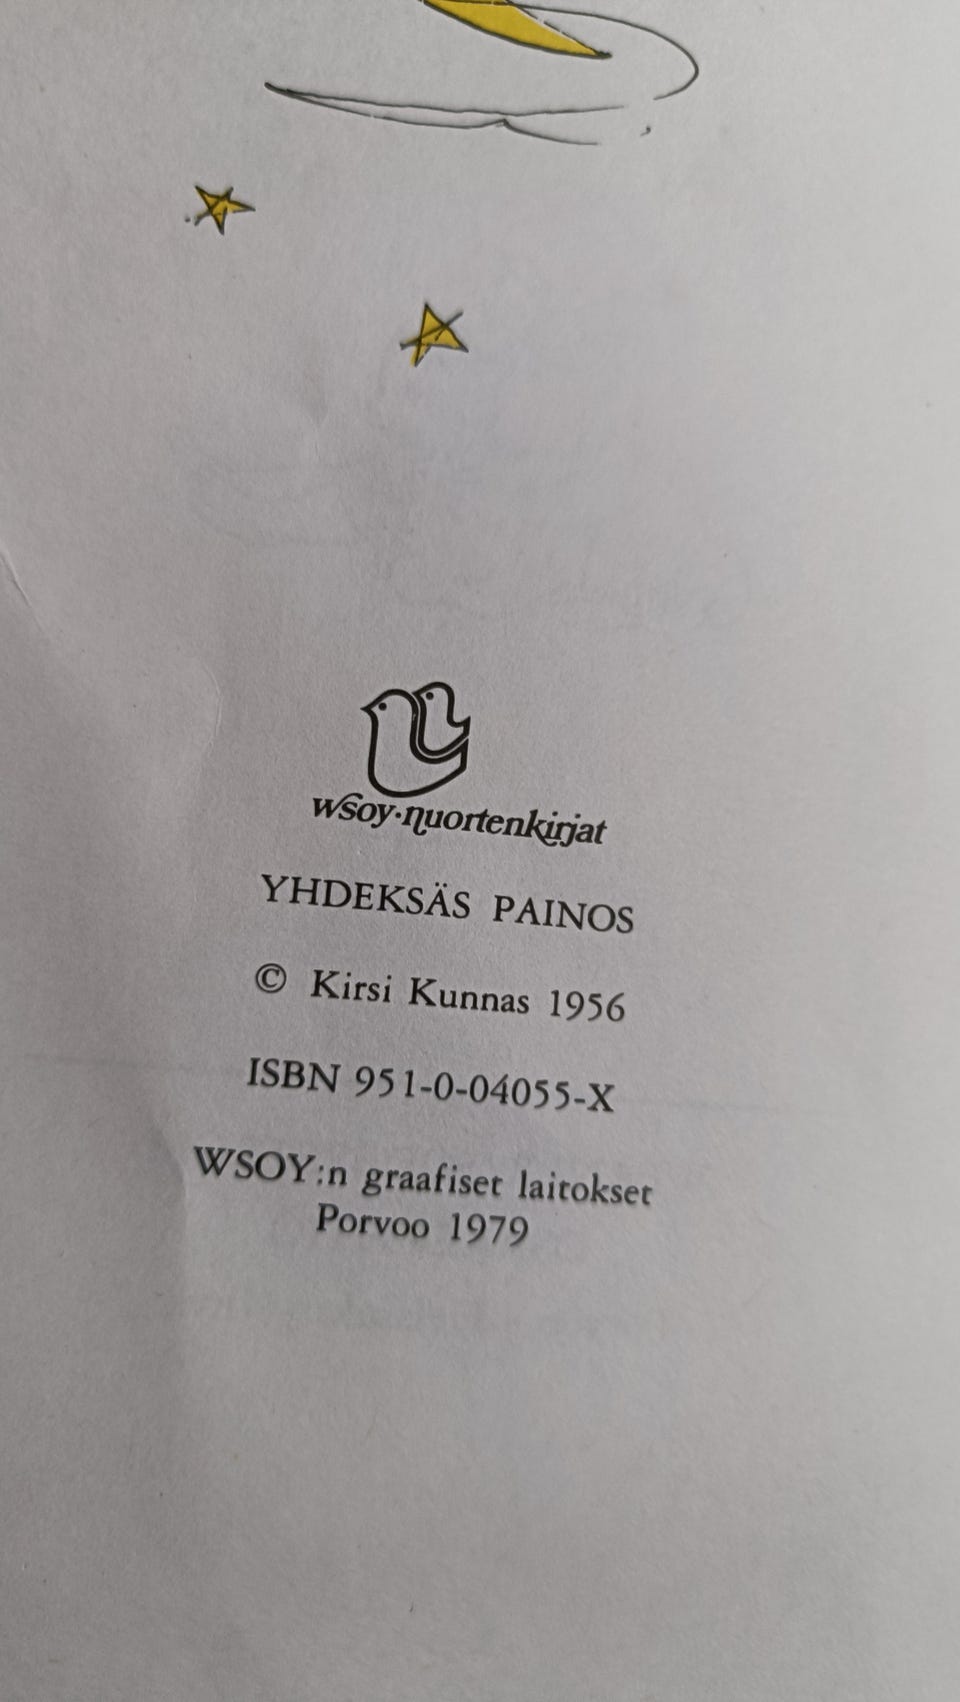 wsoy·nuortenkirjat
YHDEKSÄS PAINOS
© Kirsi Kunnas 1956
ISBN 951-0-04055-X
WSOY:n graafiset laitokset
Porvoo 1979